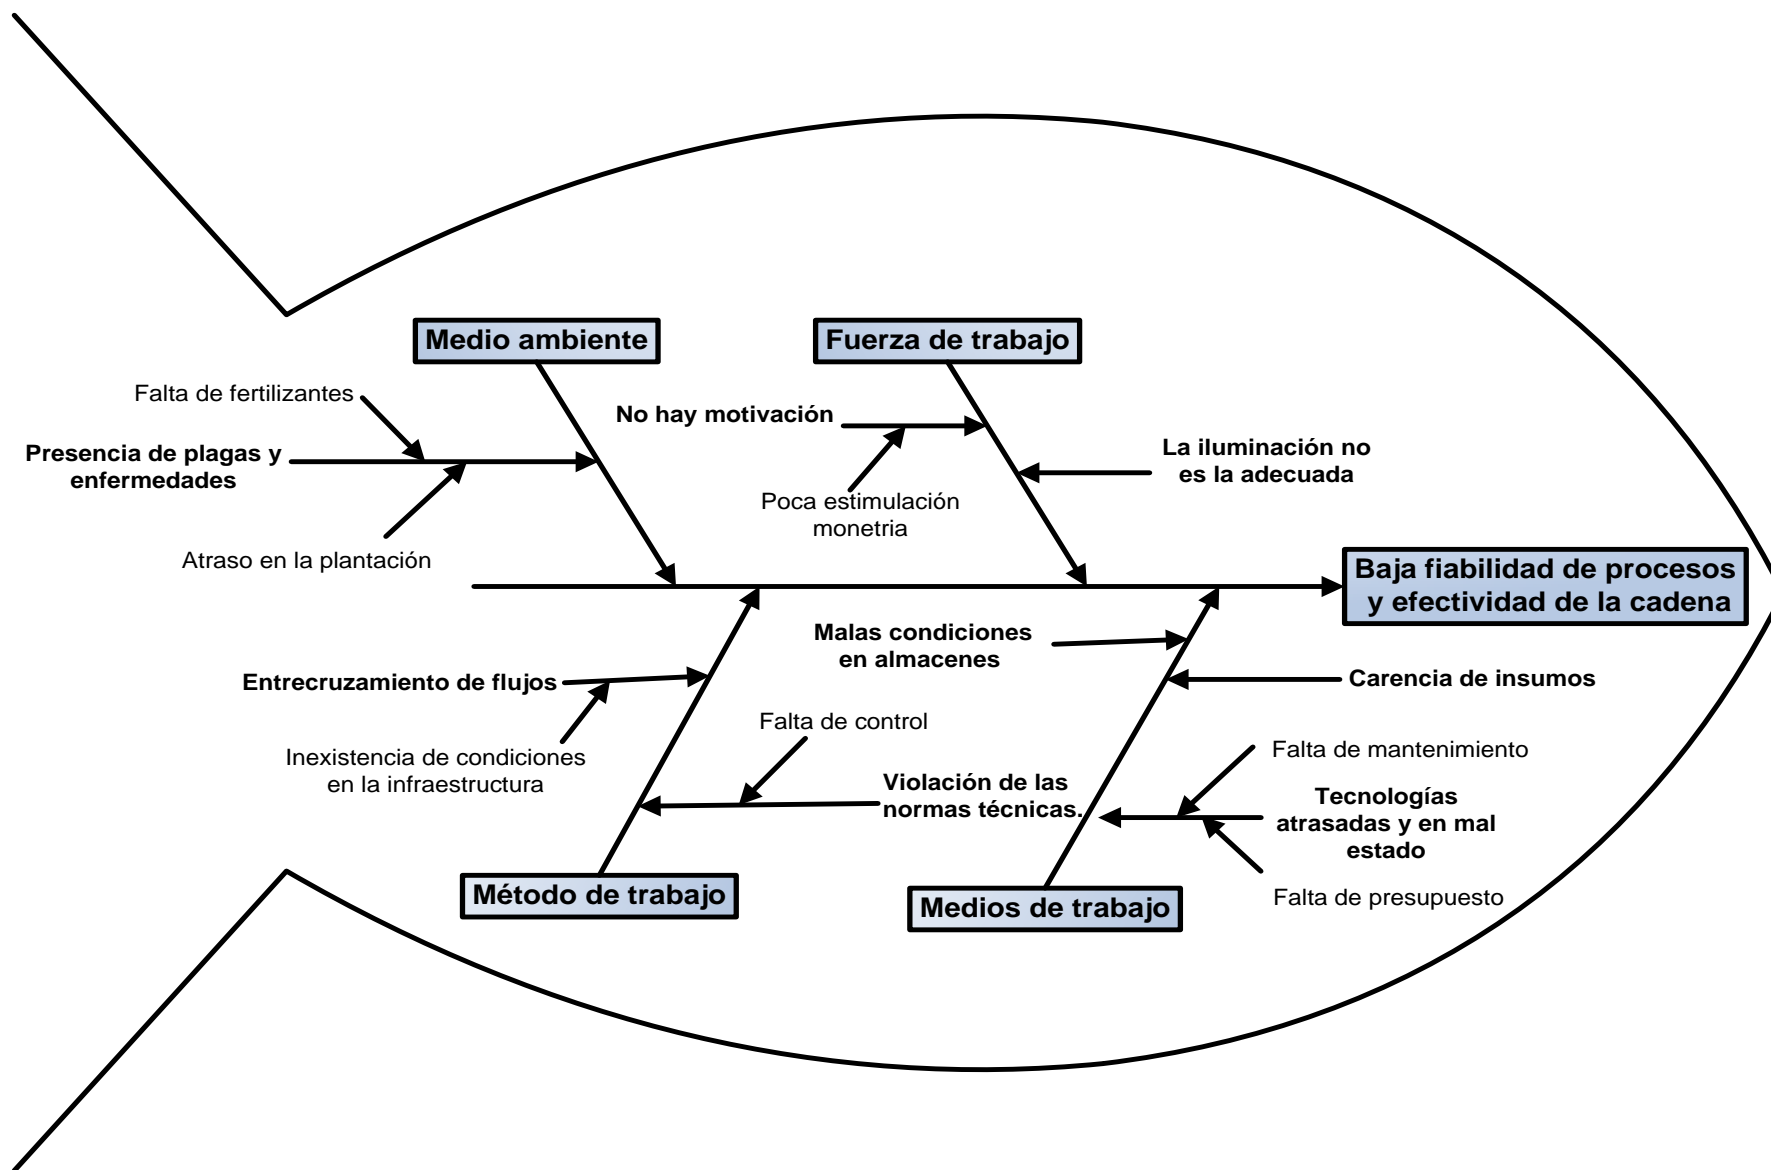 Medio ambiente
Fuerza de trabajo
Falta de fertilizantes
No hay motivación
Presencia de plagas y
enfermedades
La iluminación no
es la adecuada
Poca estimulación
monetria
Atraso en la plantación
Baja fiabilidad de procesos
y efectividad de la cadena
Malas condiciones
en almacenes
Entrecruzamiento de flujos
Carencia de insumos
Falta de control
Inexistencia de condiciones
en la infraestructura
Falta de mantenimiento
Violación de las
normas técnicas.
Tecnologías
atrasadas y en mal
estado
Método de trabajo
Medios de trabajo
Falta de presupuesto